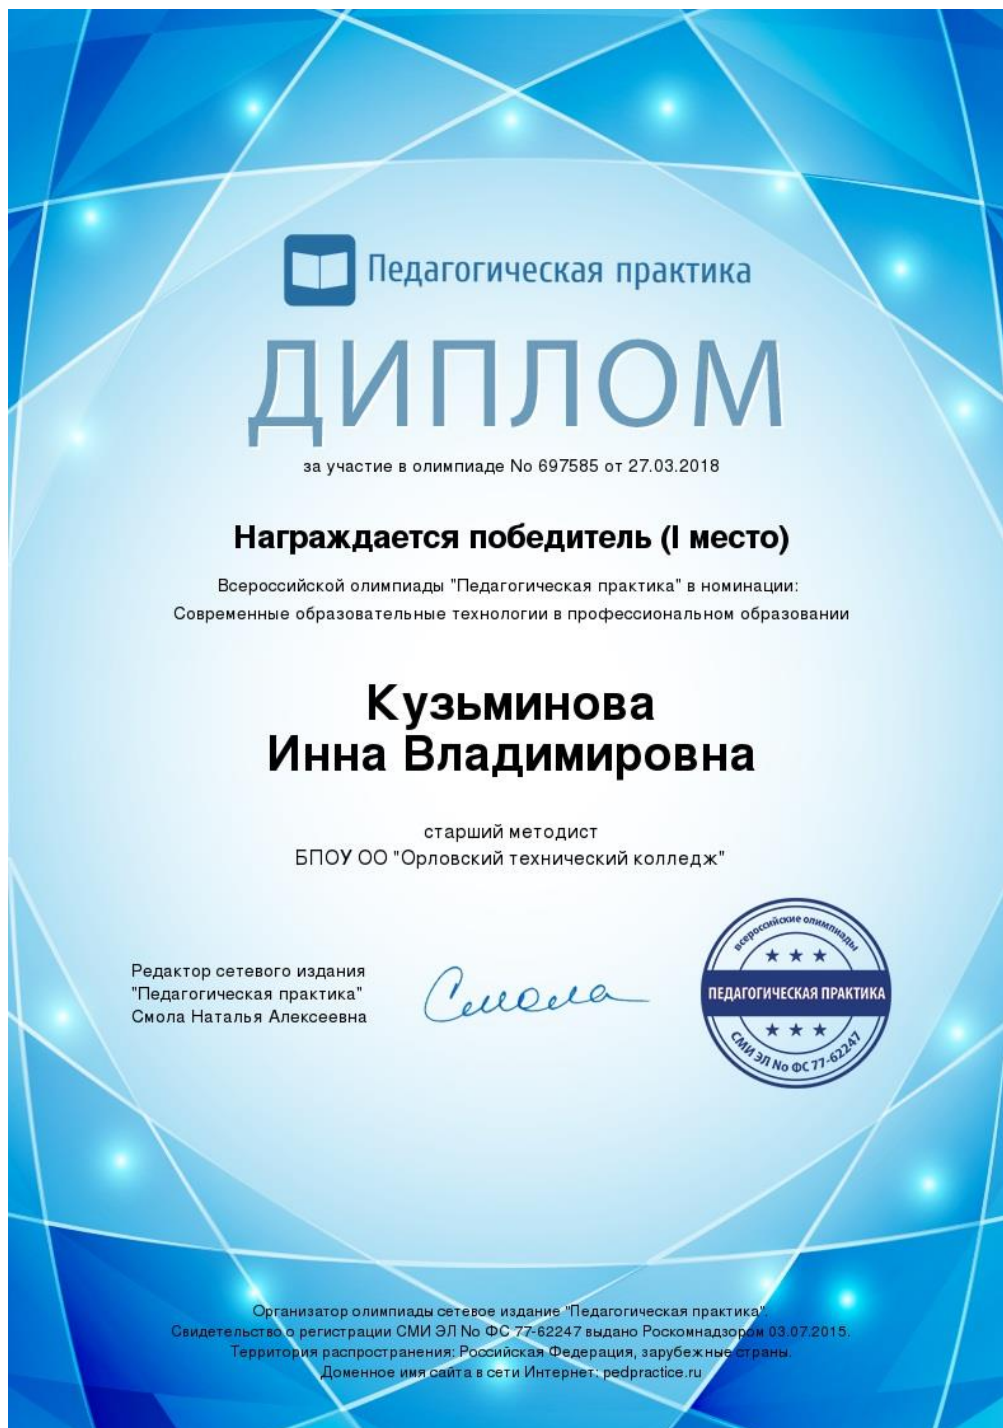 Педагогическая практика
ДИПЛОМ
за участие в олимпиаде No 697585 от 27.03.2018
Награждается победитель (I место)
Всероссийской олимпиады "Педагогическая практика" в номинации:
Современные образовательные технологии в профессиональном образовании
Кузьминова
Инна Владимировна
старший методист
БПОУ ОО "Орловский технический колледж"
Редактор сетевого издания
"Педагогическая практика"
Смола Наталья Алексеевна
Смола
всероссийские олимпиады
ПЕДАГОГИЧЕСКАЯ ПРАКТИКА
СМИ ЭЛ No ФС 77-62247
Организатор олимпиады сетевое издание "Педагогическая практика".
Свидетельство о регистрации СМИ ЭЛ No ФС 77-62247 выдано Роскомнадзором 03.07.2015.
Территория распространения: Российская Федерация, зарубежные страны.
Доменное имя сайта в сети Интернет: pedpractice.ru